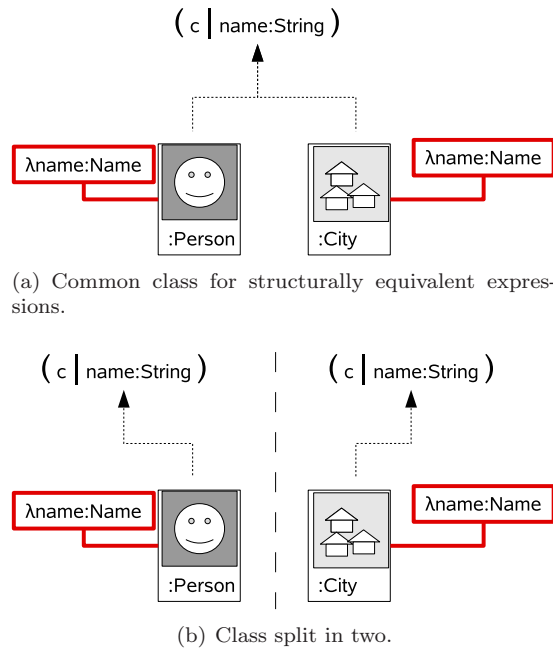 ( c | name:String )
λname:Name
λname:Name
:Person
:City
(a) Common class for structurally equivalent expres-
sions.
( c | name:String )
( c | name:String )
λname:Name
λname:Name
:Person
:City
(b) Class split in two.